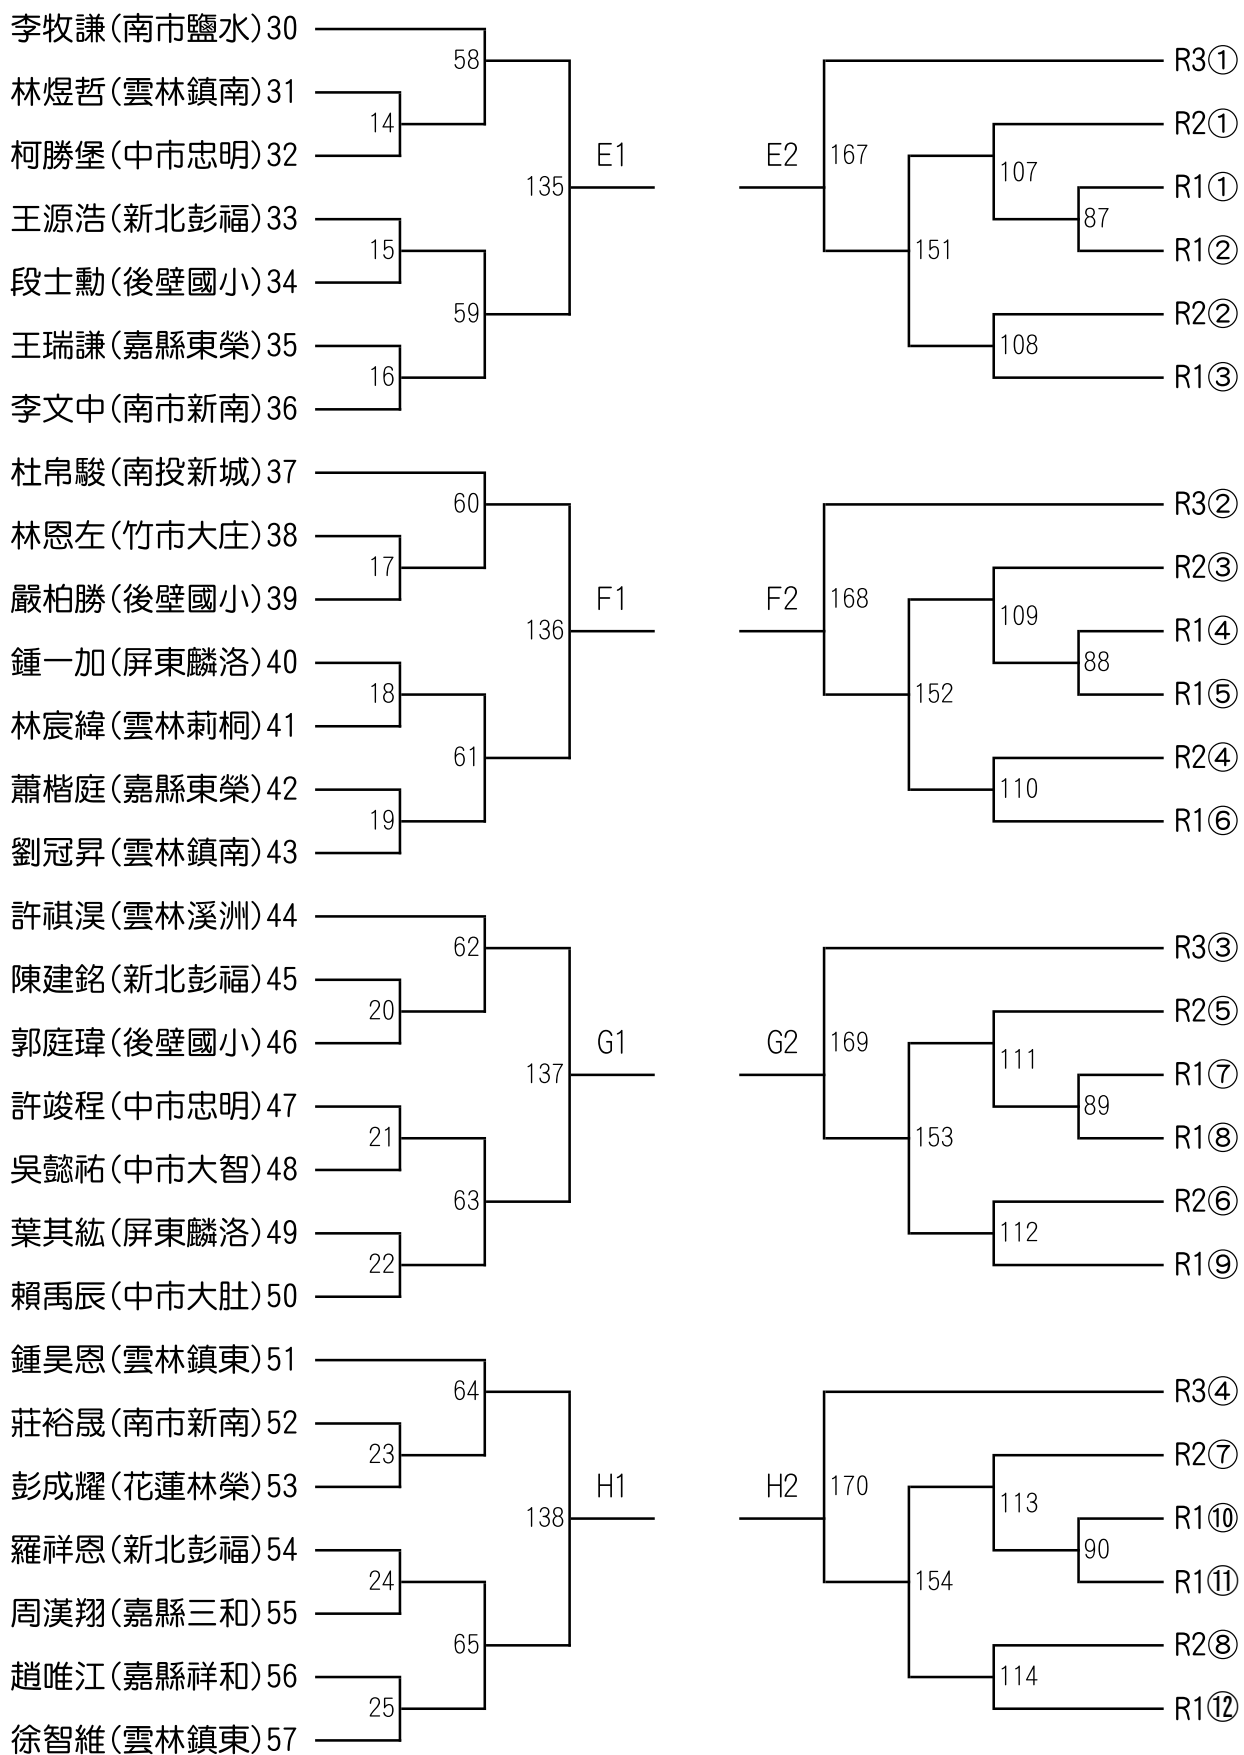 李牧謙(南市鹽水)30
58
R3①
林煜哲(雲林鎮南)31
14
R2①
柯勝堡(中市忠明)32
E1
E2
167
107
135
R1①
王源浩(新北彭福)33
87
15
151
R1②
段士勳(後壁國小)34
59
R2②
王瑞謙(嘉縣東榮)35
108
16
R1③
李文中(南市新南)36
杜帛駿(南投新城)37
60
R3②
林恩左(竹市大庄)38
17
R2③
嚴柏勝(後壁國小)39
F1
F2
168
109
136
R1④
鍾一加(屏東麟洛)40
88
18
152
R1⑤
林宸緯(雲林莿桐)41
61
R2④
蕭楷庭(嘉縣東榮)42
110
19
R1⑥
劉冠昇(雲林鎮南)43
許祺淏(雲林溪洲)44
62
R3③
陳建銘(新北彭福)45
20
R2⑤
郭庭瑋(後壁國小)46
G1
G2
169
111
137
R1⑦
許竣程(中市忠明)47
89
21
153
R1⑧
吳懿祐(中市大智)48
63
R2⑥
葉其紘(屏東麟洛)49
112
22
R1⑨
賴禹辰(中市大肚)50
鍾昊恩(雲林鎮東)51
64
R3④
莊裕晟(南市新南)52
23
R2⑦
彭成耀(花蓮林榮)53
H1
H2
170
113
138
R1⑩
羅祥恩(新北彭福)54
90
24
154
R1⑪
周漢翔(嘉縣三和)55
65
R2⑧
趙唯江(嘉縣祥和)56
114
25
R1⑫
徐智維(雲林鎮東)57